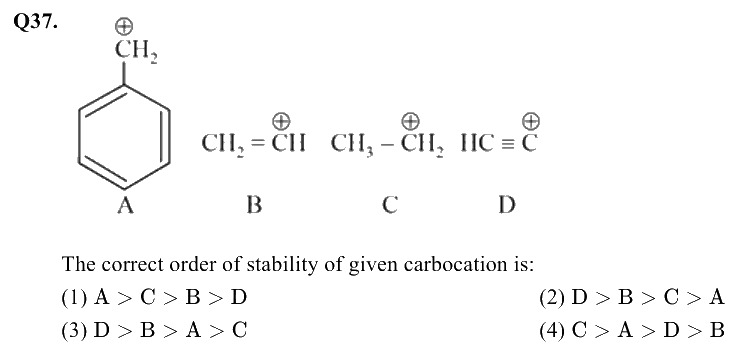 Q37.
⊕
CH₂
⊕ ⊕ ⊕
CH₂ = CH CH₃ – CH₂ HC ≡ C
A B C D
The correct order of stability of given carbocation is:
(1) A > C > B > D (2) D > B > C > A
(3) D > B > A > C (4) C > A > D > B